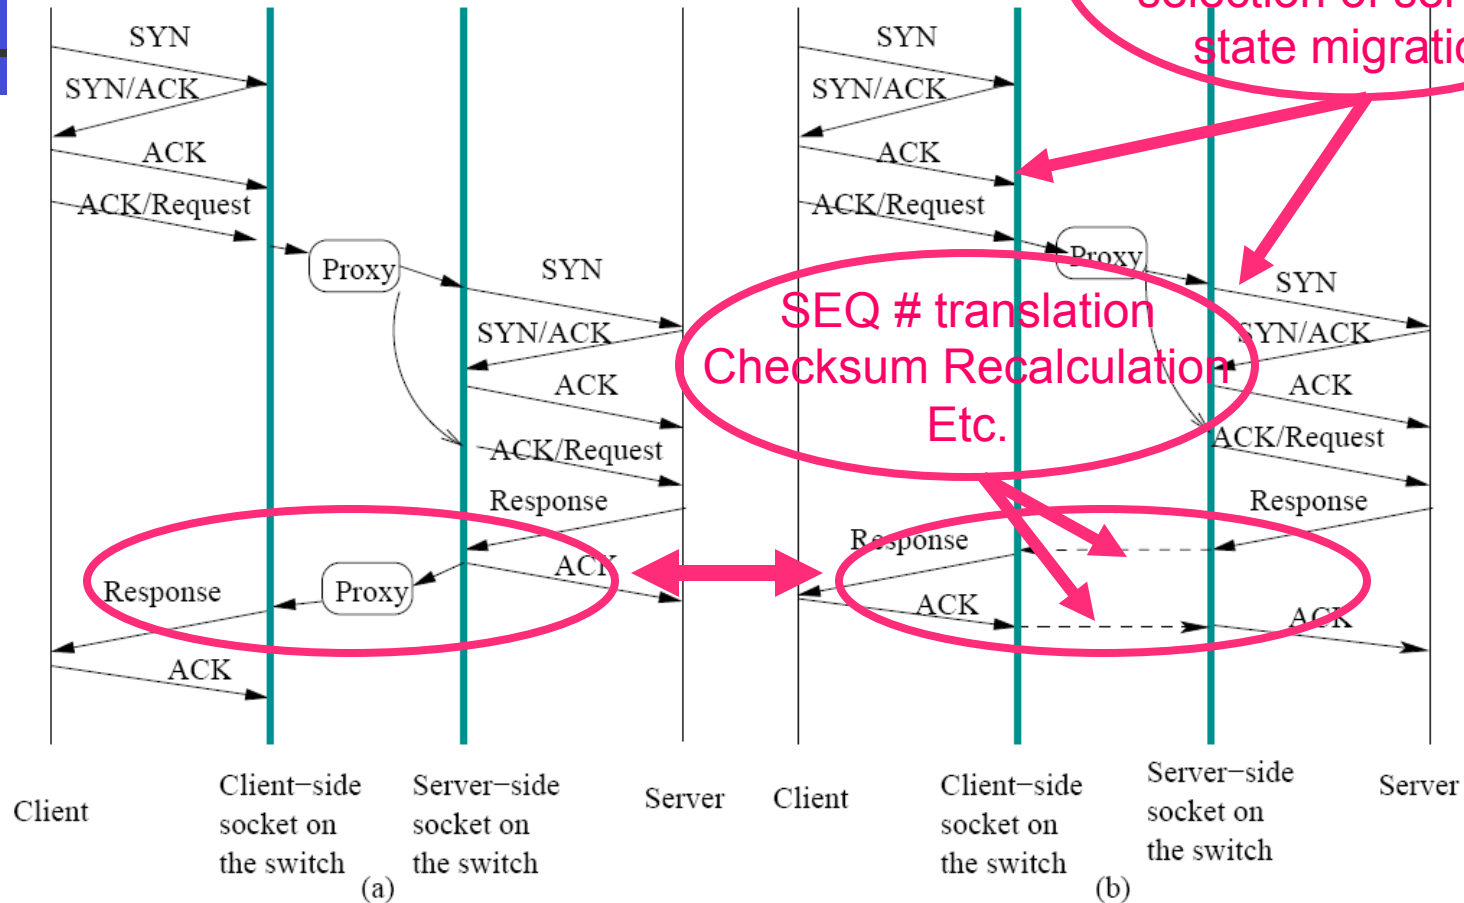 SYN
SYN/ACK
ACK
ACK/Request
Proxy
SYN
SYN/ACK
ACK
ACK/Request
Response
ACK
Proxy
Response
ACK
Client
Client−side
socket on
the switch
Server−side
socket on
the switch
Server
(a)
selection of
state
SYN
SYN/ACK
ACK
ACK/Request
Proxy
SYN
SEQ # translation
Checksum Recalculation
Etc.
SYN/ACK
ACK
ACK/Request
Response
Response
ACK
ACK
Client
Client−side
socket on
the switch
Server−side
socket on
the switch
Server
(b)